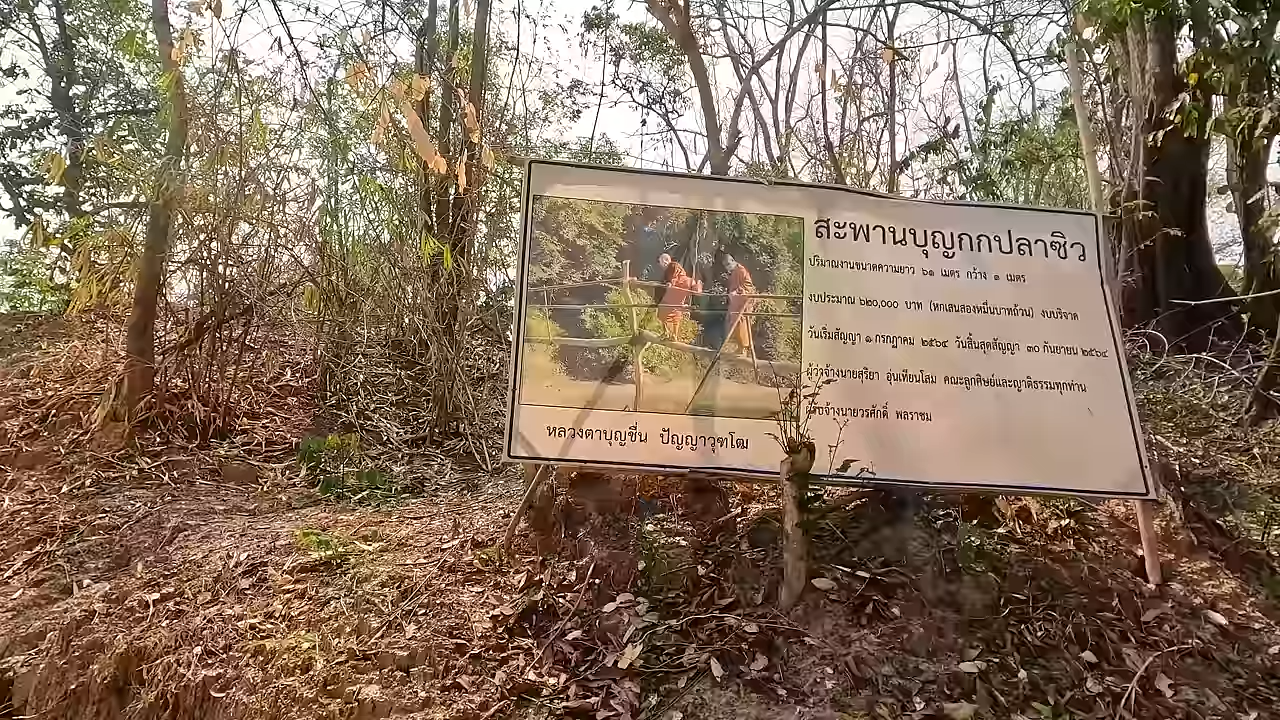 สะพานบุญกกปลาซิว
ปริมาณงานขนาดความยาว ๖๑ เมตร กว้าง ๑ เมตร
งบประมาณ ๖๒๐,๐๐๐ บาท (หกแสนสองหมื่นบาทถ้วน) งบบริจาค
วันเริ่มสัญญา ๑ กรกฎาคม ๒๕๖๔ วันสิ้นสุดสัญญา ๓๐ กันยายน ๒๕๖๔
ผู้ว่าจ้างนายสุริยา อุ่นเทียนโสม คณะลูกศิษย์และญาติธรรมทุกท่าน
ผู้รับจ้างนายวรศักดิ์ พลราชม
หลวงตาบุญชื่น ปัญญาวุฑโฒ